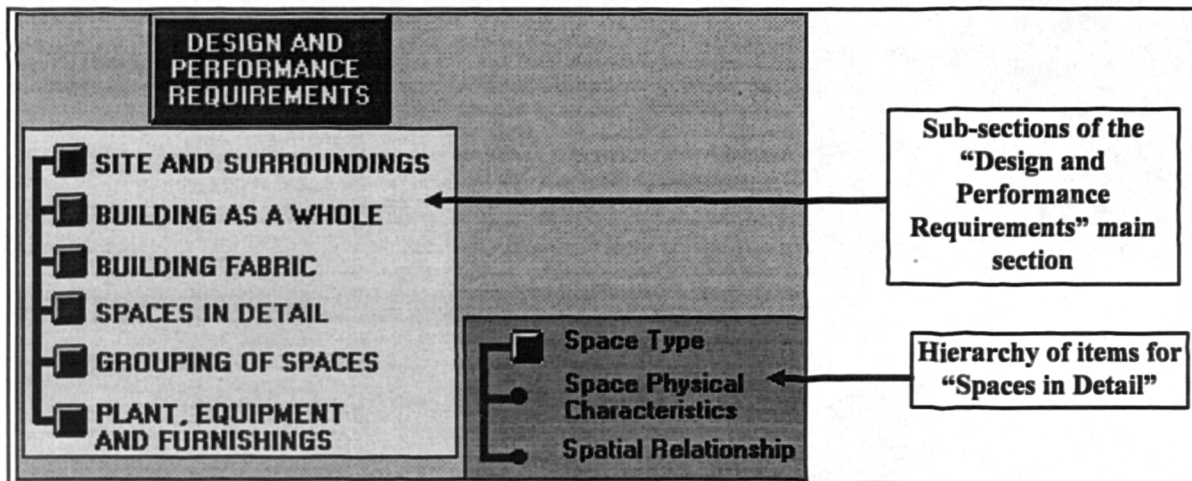 DESIGN AND
PERFORMANCE
REQUIREMENTS
SITE AND SURROUNDINGS
BUILDING AS A WHOLE
BUILDING FABRIC
SPACES IN DETAIL
GROUPING OF SPACES
PLANT, EQUIPMENT
AND FURNISHINGS
Space Type
Space Physical
Characteristics
Spatial Relationship
Sub-sections of the
“Design and
Performance
Requirements” main
section
Hierarchy of items for
“Spaces in Detail”